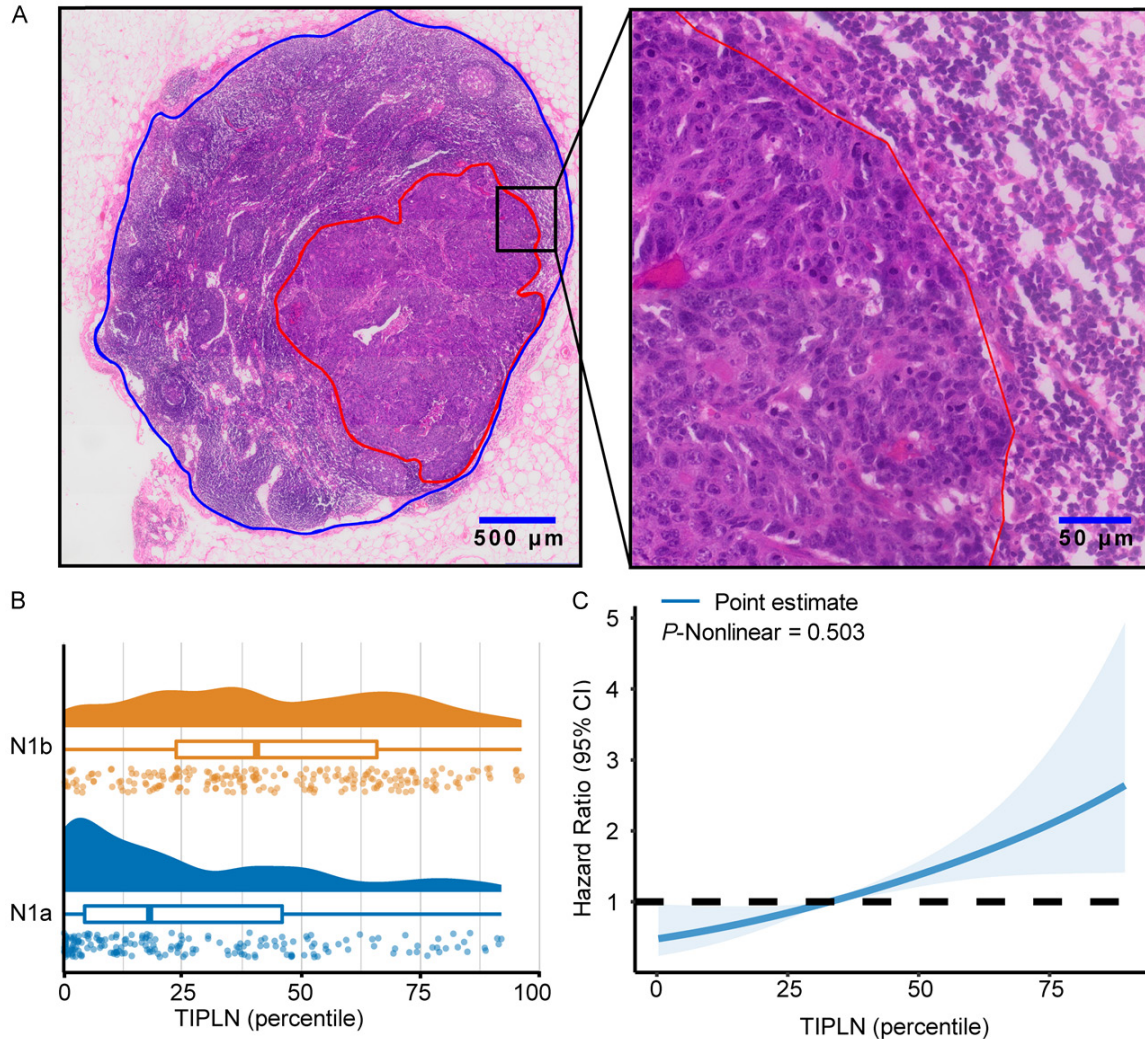 A
500 µm
50 µm
B
N1b
N1a
0 25 50 75 100
TIPLN (percentile)
C
Point estimate
P-Nonlinear = 0.503
Hazard Ratio (95% CI)
5
4
3
2
1
0 25 50 75
TIPLN (percentile)